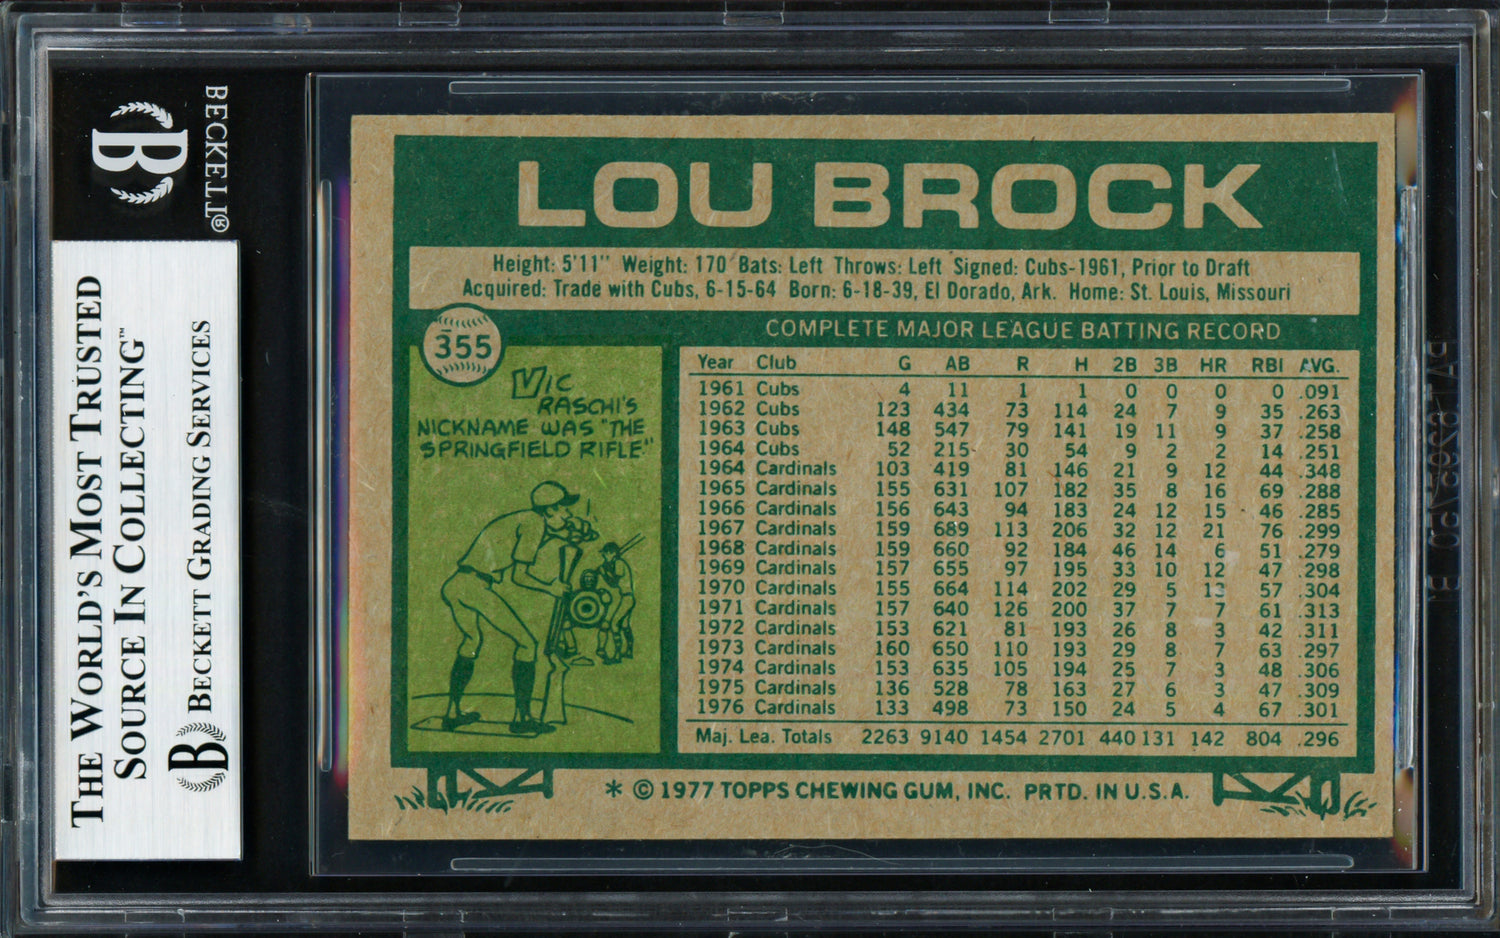 BECKETT®
B
THE WORLD'S MOST TRUSTED
SOURCE IN COLLECTING™
B BECKETT GRADING SERVICES
LOU BROCK
Height: 5'11" Weight: 170 Bats: Left Throws: Left Signed: Cubs-1961, Prior to Draft
Acquired: Trade with Cubs, 6-15-64 Born: 6-18-39, El Dorado, Ark. Home: St. Louis, Missouri
355
VIC
RASCHI'S
NICKNAME WAS "THE
SPRINGFIELD RIFLE."
COMPLETE MAJOR LEAGUE BATTING RECORD
Year Club G AB R H 2B 3B HR RBI AVG.
1961 Cubs 4 11 1 1 0 0 0 0 .091
1962 Cubs 123 434 73 114 24 7 9 35 .263
1963 Cubs 148 547 79 141 19 11 9 37 .258
1964 Cubs 52 215 30 54 9 2 2 14 .251
1964 Cardinals 103 419 81 146 21 9 12 44 .348
1965 Cardinals 155 631 107 182 35 8 16 69 .288
1966 Cardinals 156 643 94 183 24 12 15 46 .285
1967 Cardinals 159 689 113 206 32 12 21 76 .299
1968 Cardinals 159 660 92 184 46 14 6 51 .279
1969 Cardinals 157 655 97 195 33 10 12 47 .298
1970 Cardinals 155 664 114 202 29 5 13 57 .304
1971 Cardinals 157 640 126 200 37 7 7 61 .313
1972 Cardinals 153 621 81 193 26 8 3 42 .311
1973 Cardinals 160 650 110 193 29 8 7 63 .297
1974 Cardinals 153 635 105 194 25 7 3 48 .306
1975 Cardinals 136 528 78 163 27 6 3 47 .309
1976 Cardinals 133 498 73 150 24 5 4 67 .301
Maj. Lea. Totals 2263 9140 1454 2701 440 131 142 804 .296
* © 1977 TOPPS CHEWING GUM, INC. PRTD. IN U.S.A.